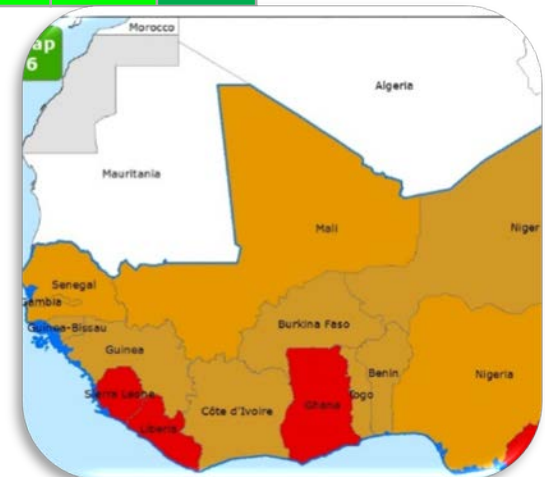 Morocco
ap
6
Algeria
Mauritania
Mali
Niger
Senegal
Gambia
Guinea-Bissau
Burkina Faso
Guinea
Benin
Nigeria
Sierra Leone
Togo
Côte d'Ivoire
Ghana
Liberia